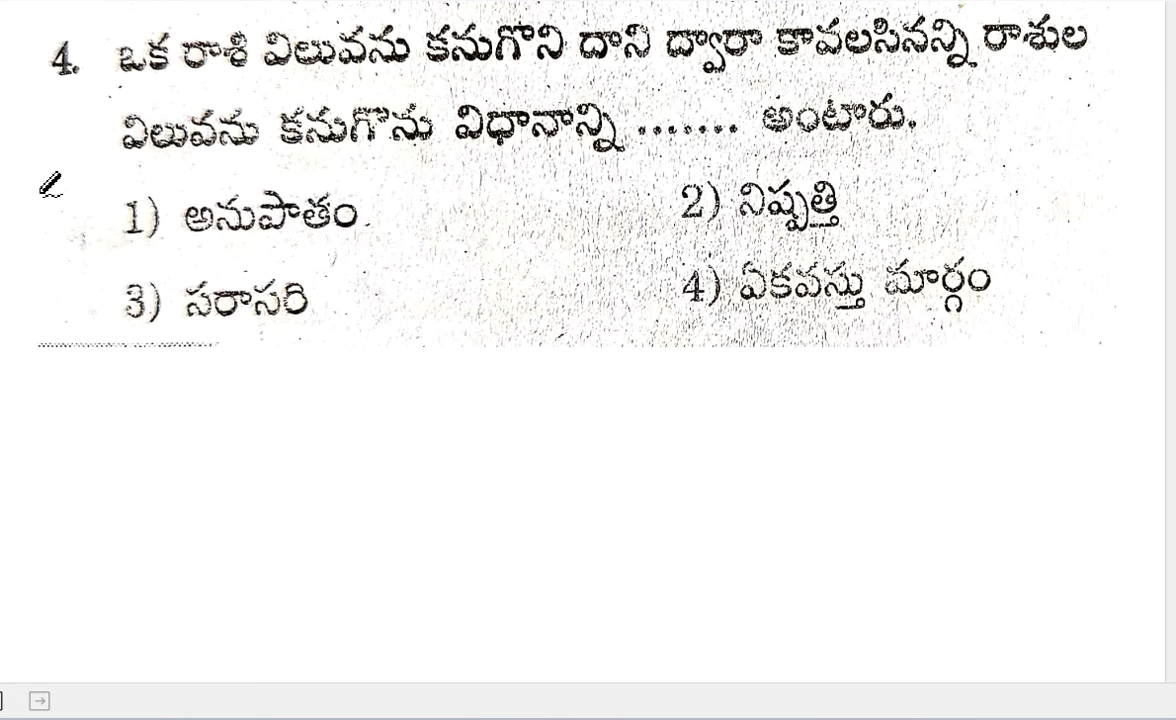 4. ఒక రాశి విలువను కనుగొని దాని ద్వారా కావలసినన్ని రాశుల
విలువను కనుగొను విధానాన్ని ....... అంటారు.
1) అనుపాతం. 2) నిష్పత్తి
3) సరాసరి 4) ఏకవస్తు మార్గం